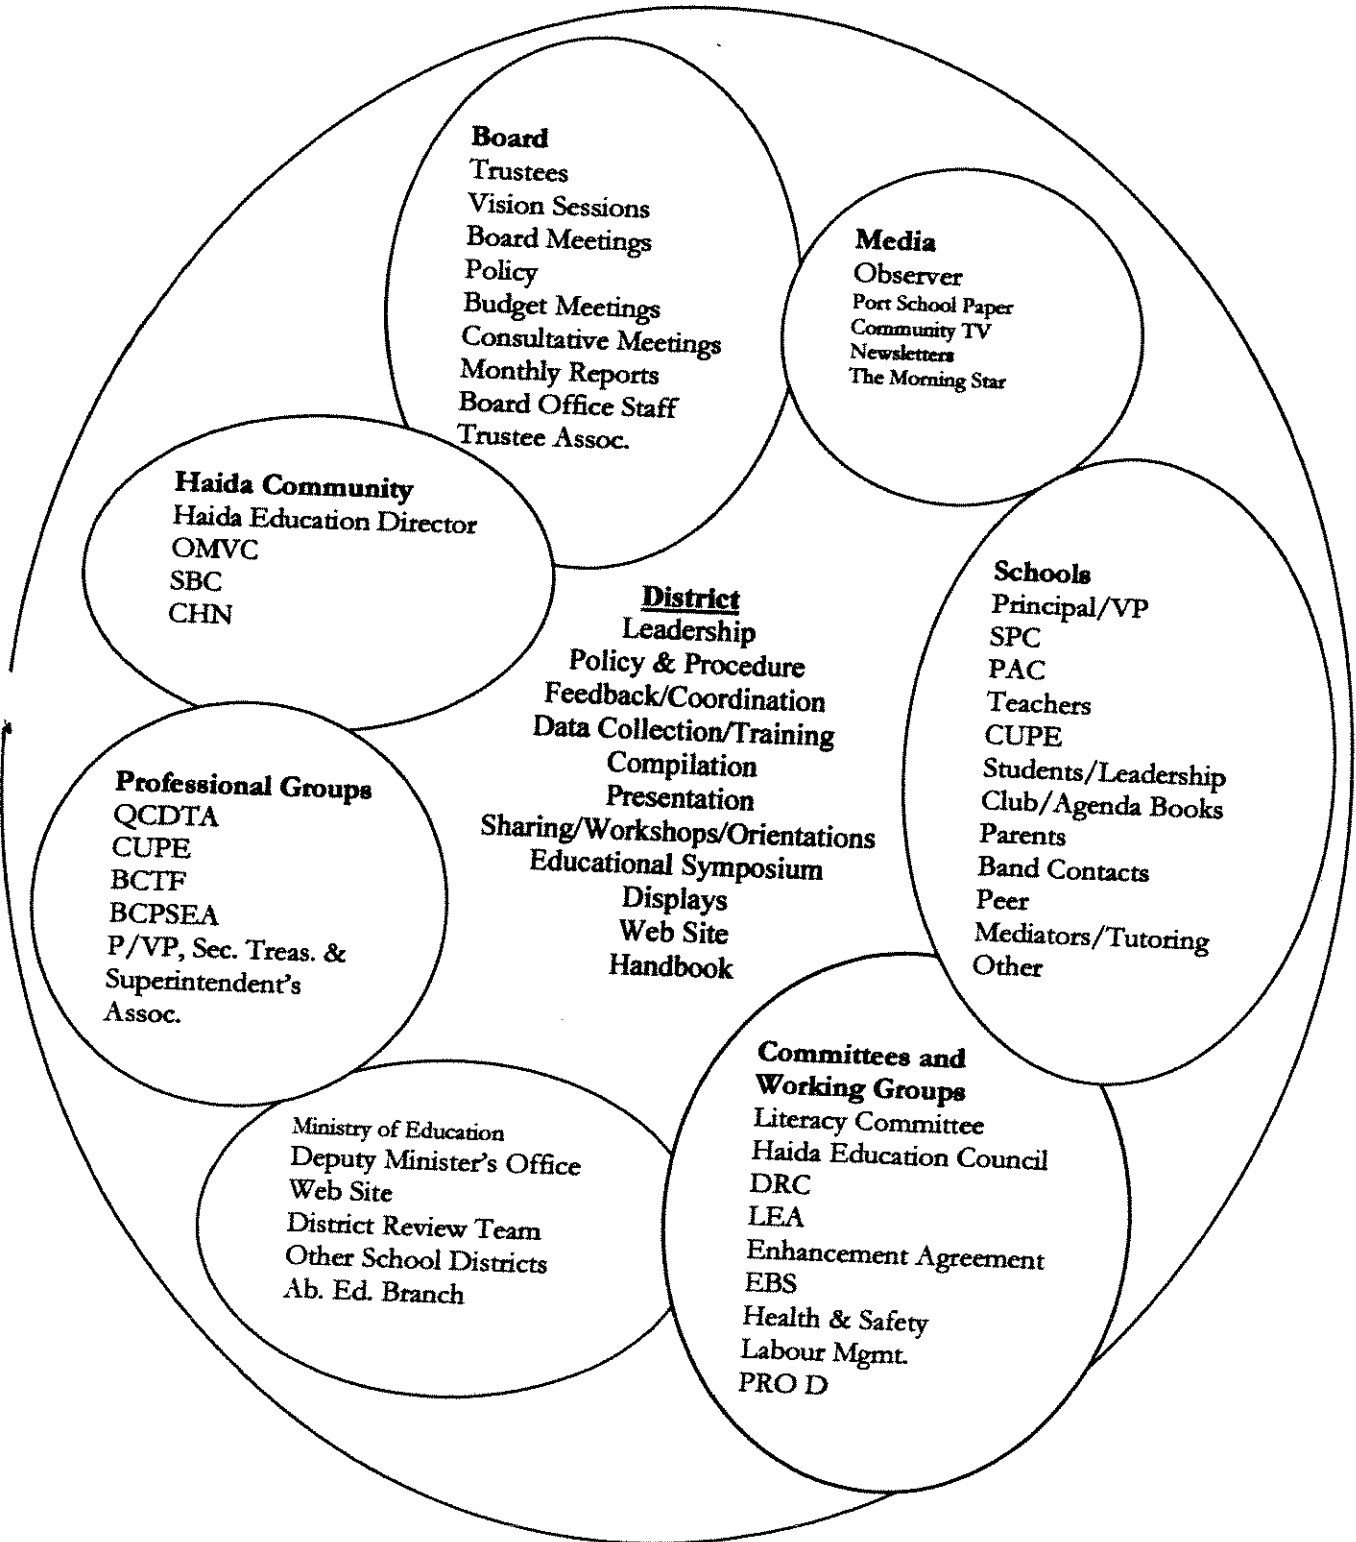 Board
Trustees
Vision Sessions
Board Meetings
Policy
Budget Meetings
Consultative Meetings
Monthly Reports
Board Office Staff
Trustee Assoc.
Media
Observer
Port School Paper
Community TV
Newsletters
The Morning Star
Haida Community
Haida Education Director
OMVC
SBC
CHN
District
Leadership
Policy & Procedure
Feedback/Coordination
Data Collection/Training
Compilation
Presentation
Sharing/Workshops/Orientations
Educational Symposium
Displays
Web Site
Handbook
Schools
Principal/VP
SPC
PAC
Teachers
CUPE
Students/Leadership
Club/Agenda Books
Parents
Band Contacts
Peer
Mediators/Tutoring
Other
Professional Groups
QCDTA
CUPE
BCTF
BCPSEA
P/VP, Sec. Treas. &
Superintendent's
Assoc.
Ministry of Education
Deputy Minister's Office
Web Site
District Review Team
Other School Districts
Ab. Ed. Branch
Committees and
Working Groups
Literacy Committee
Haida Education Council
DRC
LEA
Enhancement Agreement
EBS
Health & Safety
Labour Mgmt.
PRO D